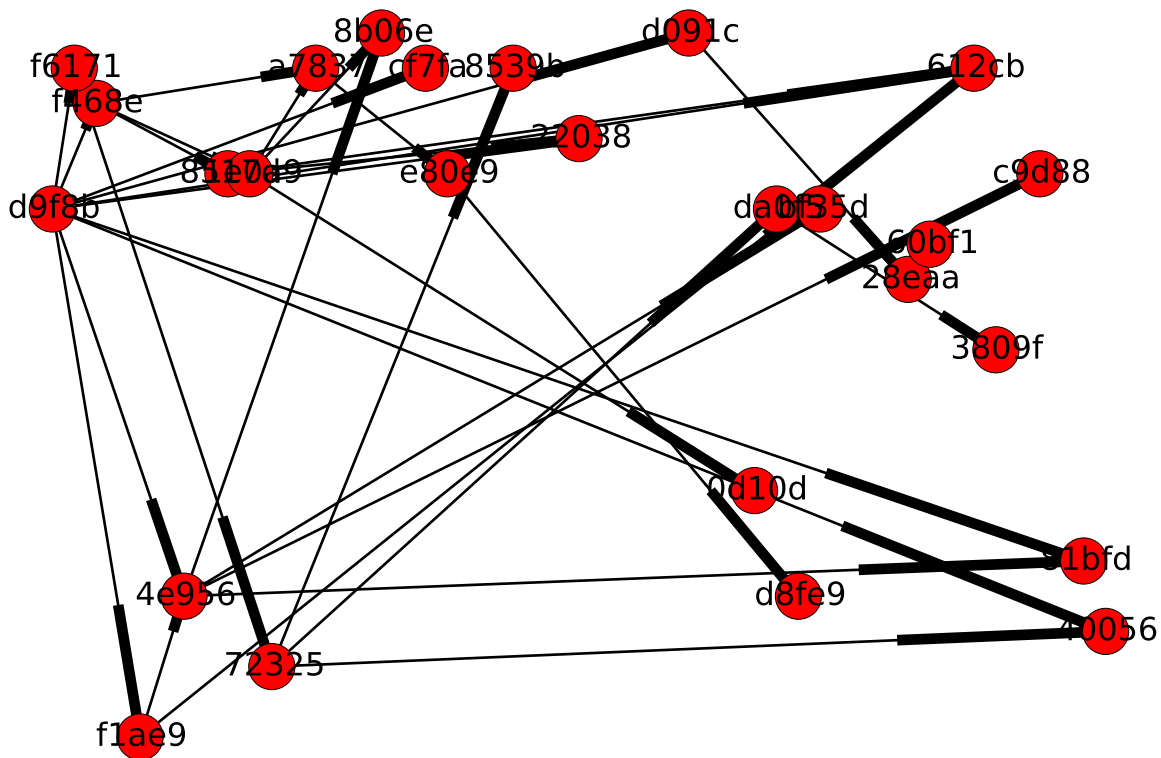 8b06e
d091c
f6171
a7837
cf7fa
8539b
612cb
f468e
22038
e80e9
c9d88
d9f8b
60bf1
28eaa
3809f
0d10d
4e956
d8fe9
40056
72325
f1ae9